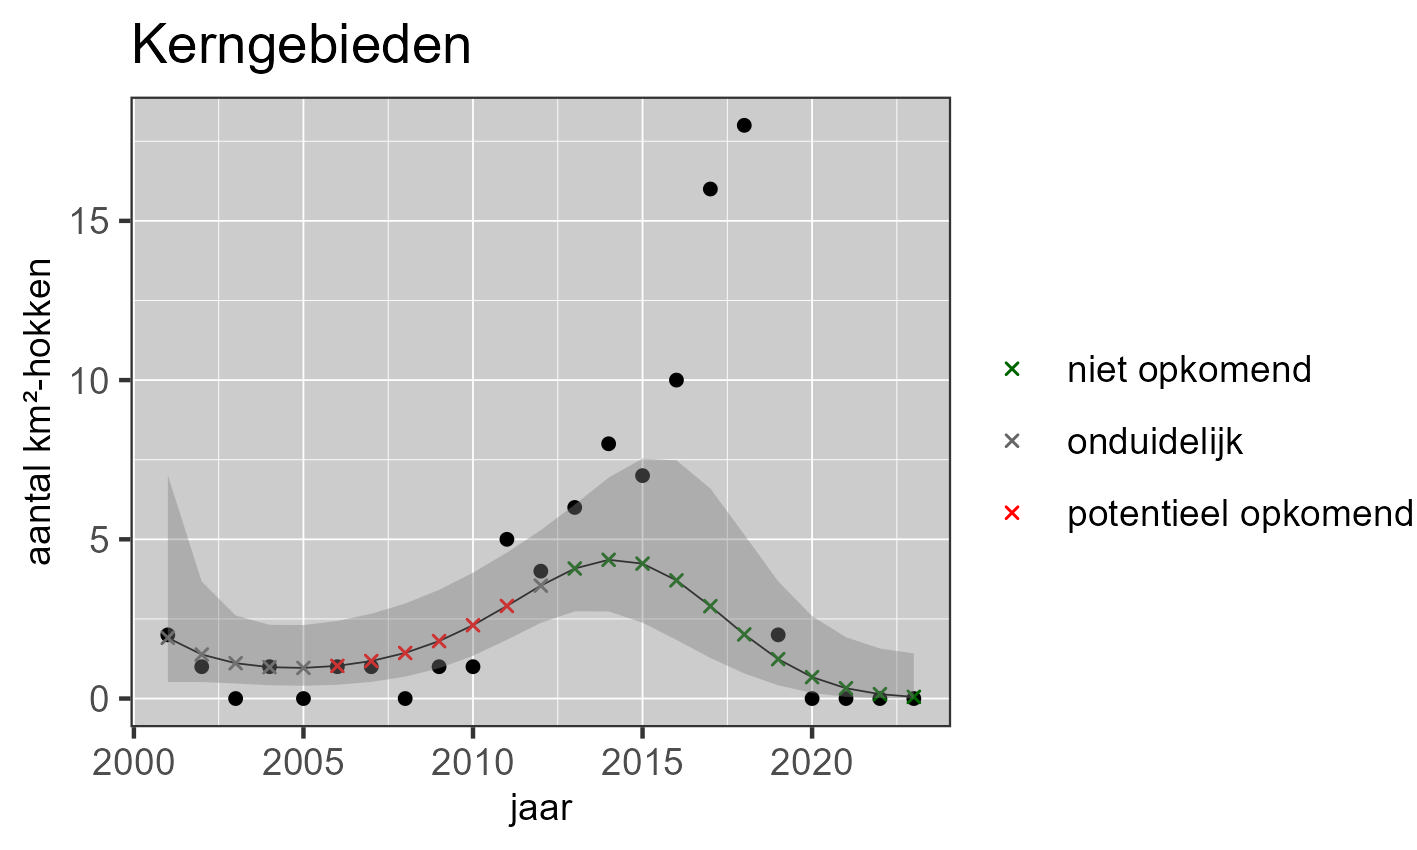 Kerngebieden
aantal km²-hokken
15
10
5
0
2000 2005 2010 2015 2020
jaar
niet opkomend
onduidelijk
potentieel opkomend